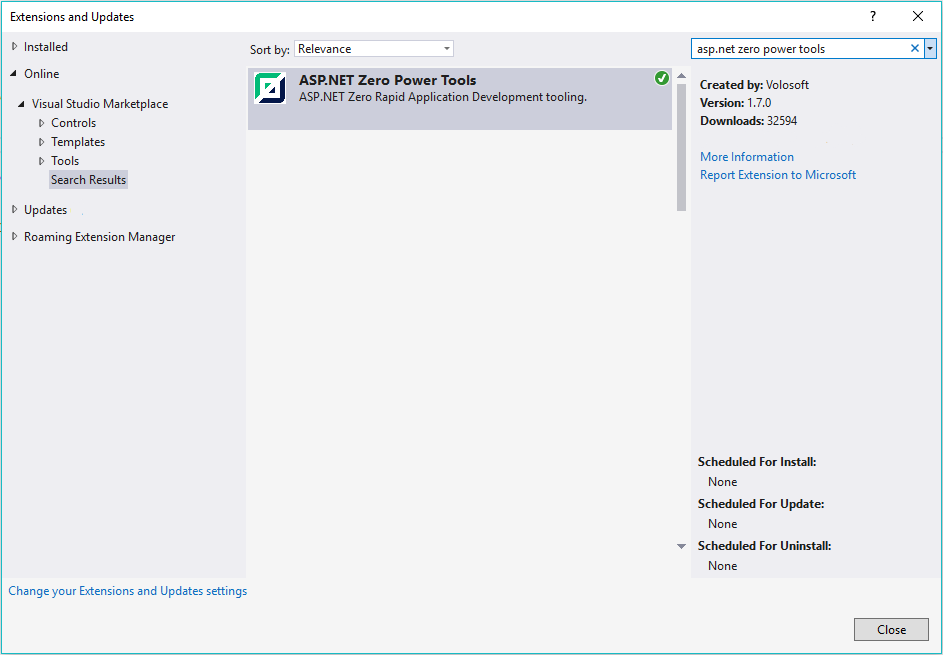 Extensions and Updates
?
Installed
Online
Visual Studio Marketplace
Controls
Templates
Tools
Search Results
Updates
Roaming Extension Manager
Sort by: Relevance
ASP.NET Zero Power Tools
ASP.NET Zero Rapid Application Development tooling.
asp.net zero power tools
Created by: Volosoft
Version: 1.7.0
Downloads: 32594
More Information
Report Extension to Microsoft
Scheduled For Install:
None
Scheduled For Update:
None
Scheduled For Uninstall:
None
Change your Extensions and Updates settings
Close